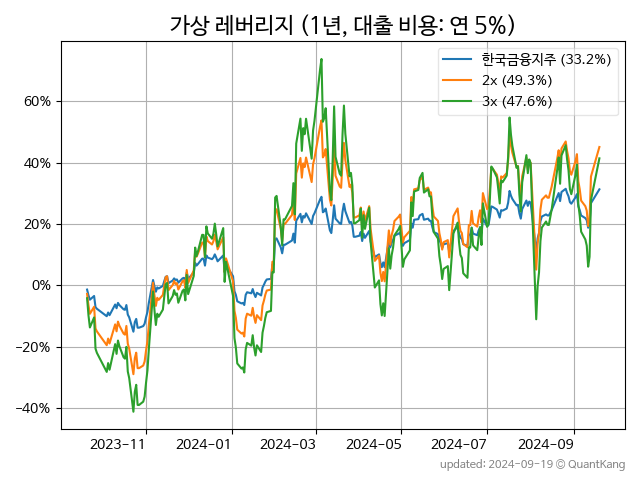 가상 레버리지 (1년, 대출 비용: 연 5%)
한국금융지주 (33.2%)
2x (49.3%)
3x (47.6%)
60%
40%
20%
0%
−20%
−40%
2023-11 2024-01 2024-03 2024-05 2024-07 2024-09
updated: 2024-09-19 © QuantKang